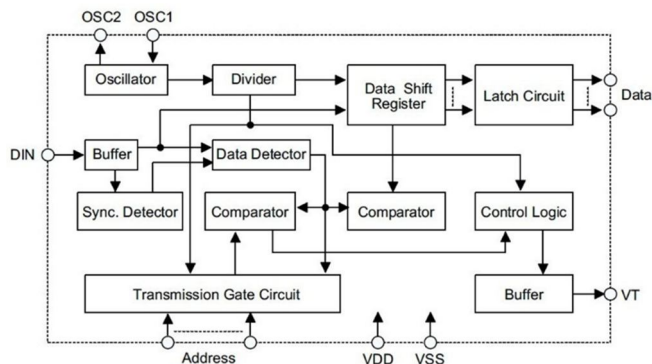 OSC2 OSC1
Oscillator
Divider
Data Shift
Register
Latch Circuit
Data
DIN
Buffer
Data Detector
Sync. Detector
Comparator
Comparator
Control Logic
Transmission Gate Circuit
Buffer
VT
Address
VDD
VSS